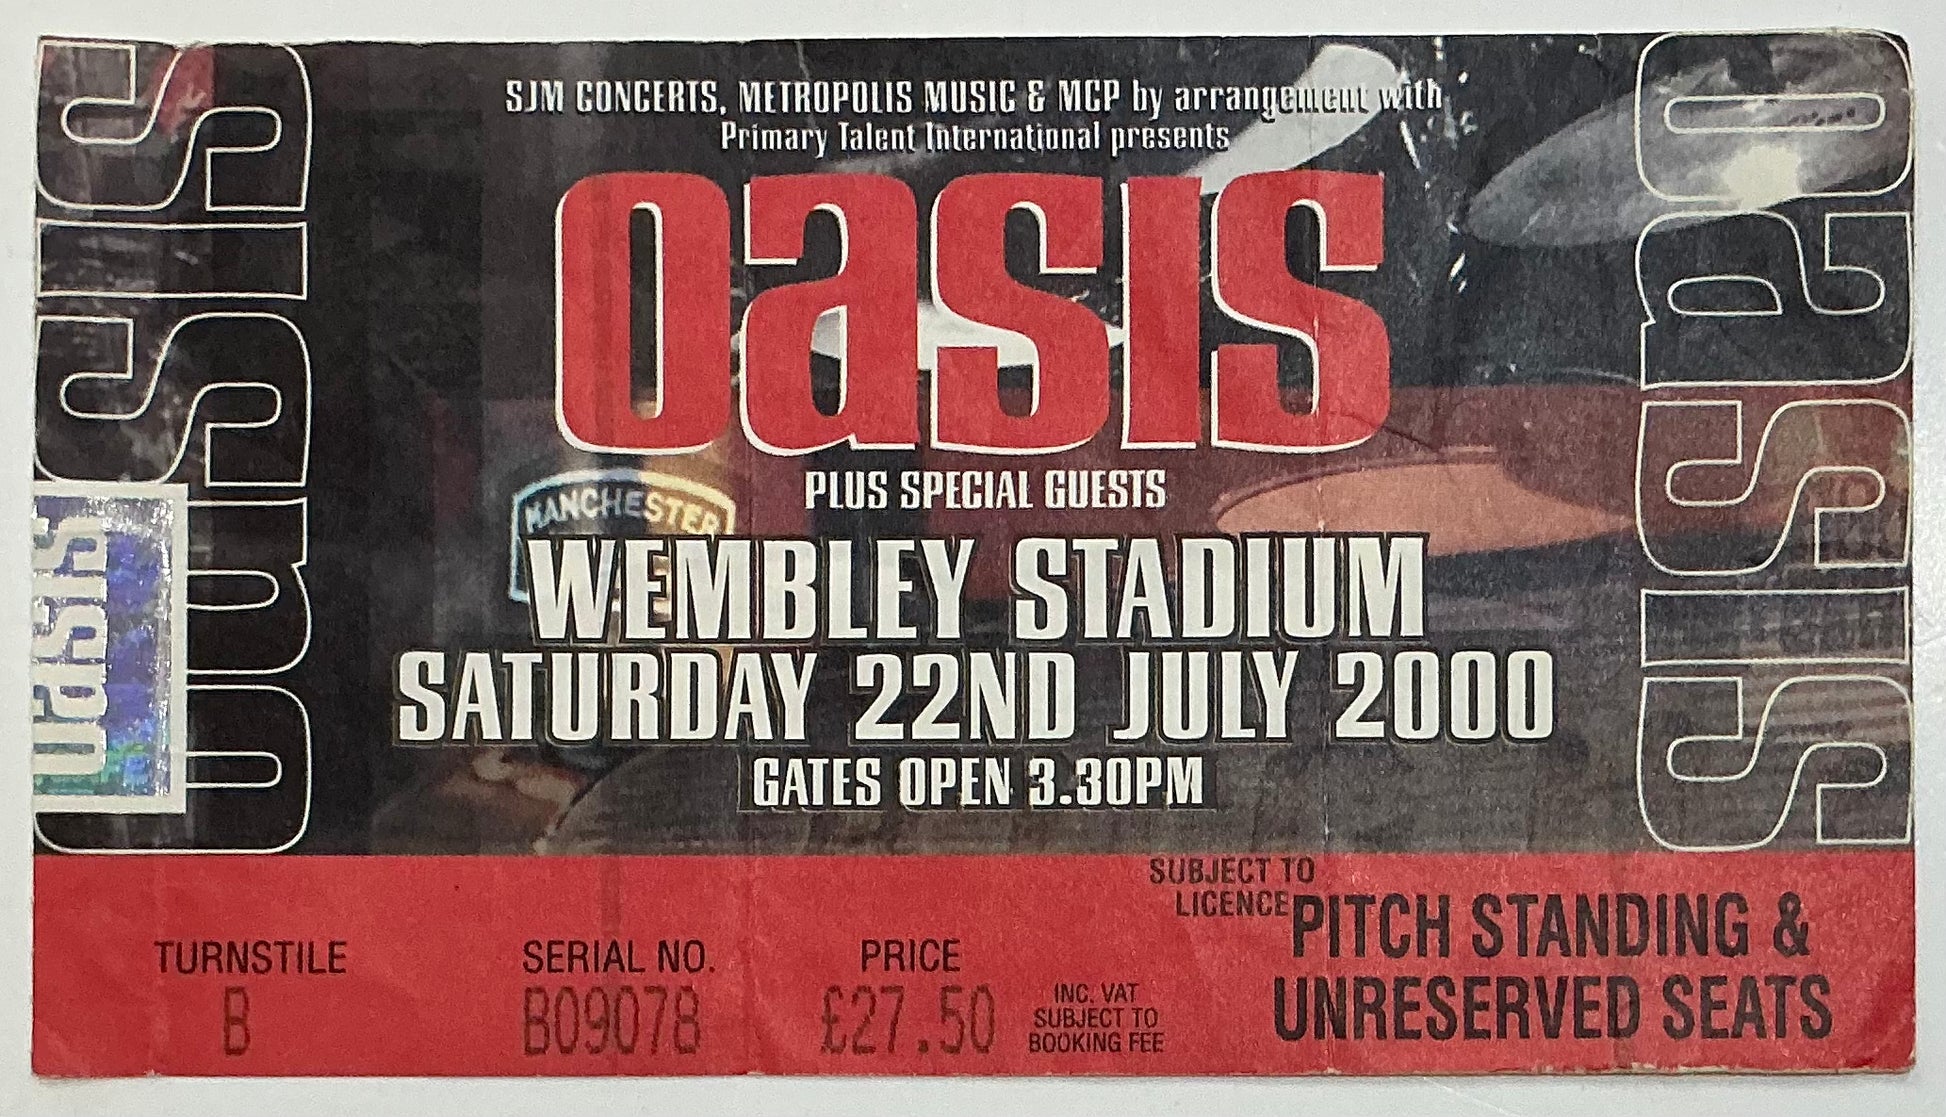 SJM CONCERTS, METROPOLIS MUSIC & MCP by arrangement with
Primary Talent International presents
oasis
PLUS SPECIAL GUESTS
MANCHESTER
WEMBLEY STADIUM
SATURDAY 22ND JULY 2000
GATES OPEN 3.30PM
oasis
oasis
oasis
SUBJECT TO
LICENCE
PITCH STANDING &
UNRESERVED SEATS
TURNSTILE
B
SERIAL NO.
B09078
PRICE
£27.50
INC. VAT
SUBJECT TO
BOOKING FEE